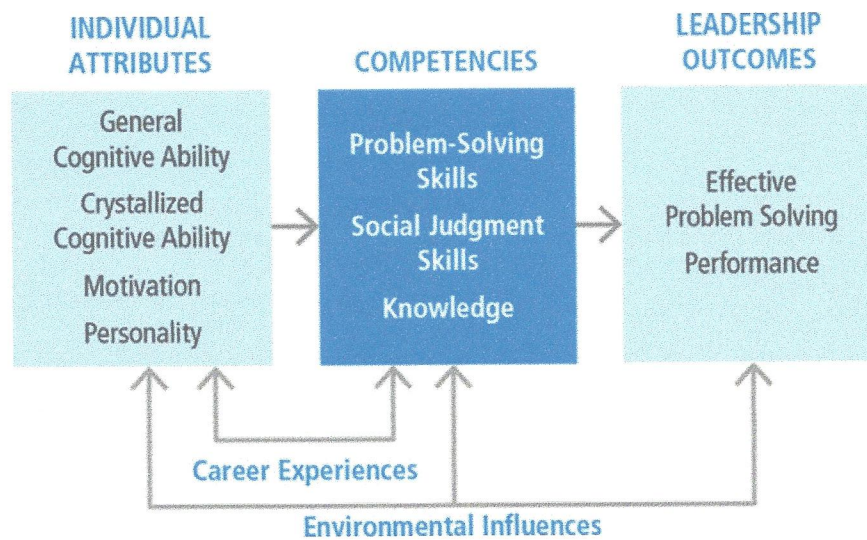 INDIVIDUAL
ATTRIBUTES
General
Cognitive Ability
Crystallized
Cognitive Ability
Motivation
Personality
COMPETENCIES
Problem-Solving
Skills
Social Judgment
Skills
Knowledge
LEADERSHIP
OUTCOMES
Effective
Problem Solving
Performance
Career Experiences
Environmental Influences